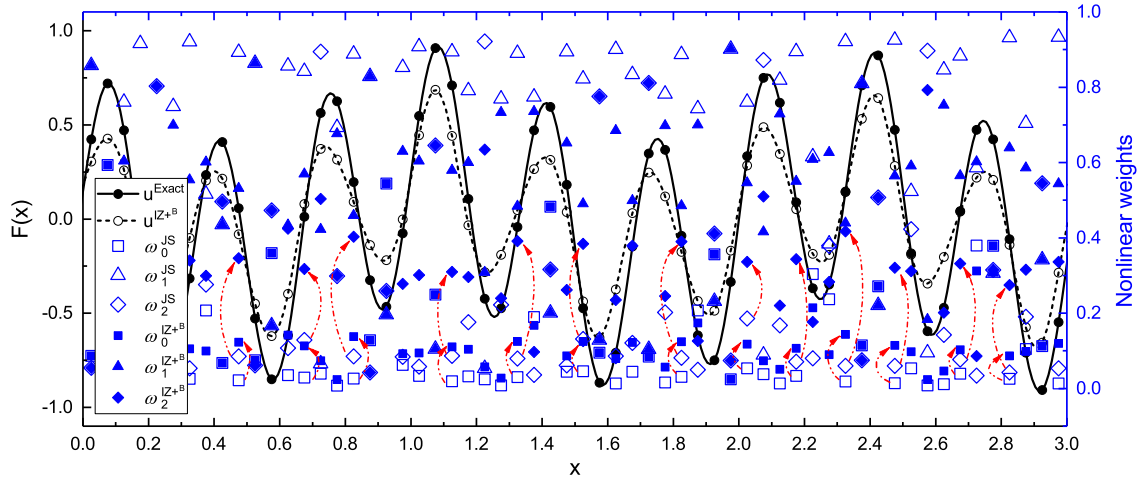 1.0
0.5
0.0
-0.5
-1.0
F(x)
u^Exact
u^IZ+B
ω_0^JS
ω_1^JS
ω_2^JS
ω_0^IZ+B
ω_1^IZ+B
ω_2^IZ+B
1.0
0.8
0.6
0.4
0.2
0.0
Nonlinear weights
0.0 0.2 0.4 0.6 0.8 1.0 1.2 1.4 1.6 1.8 2.0 2.2 2.4 2.6 2.8 3.0
x